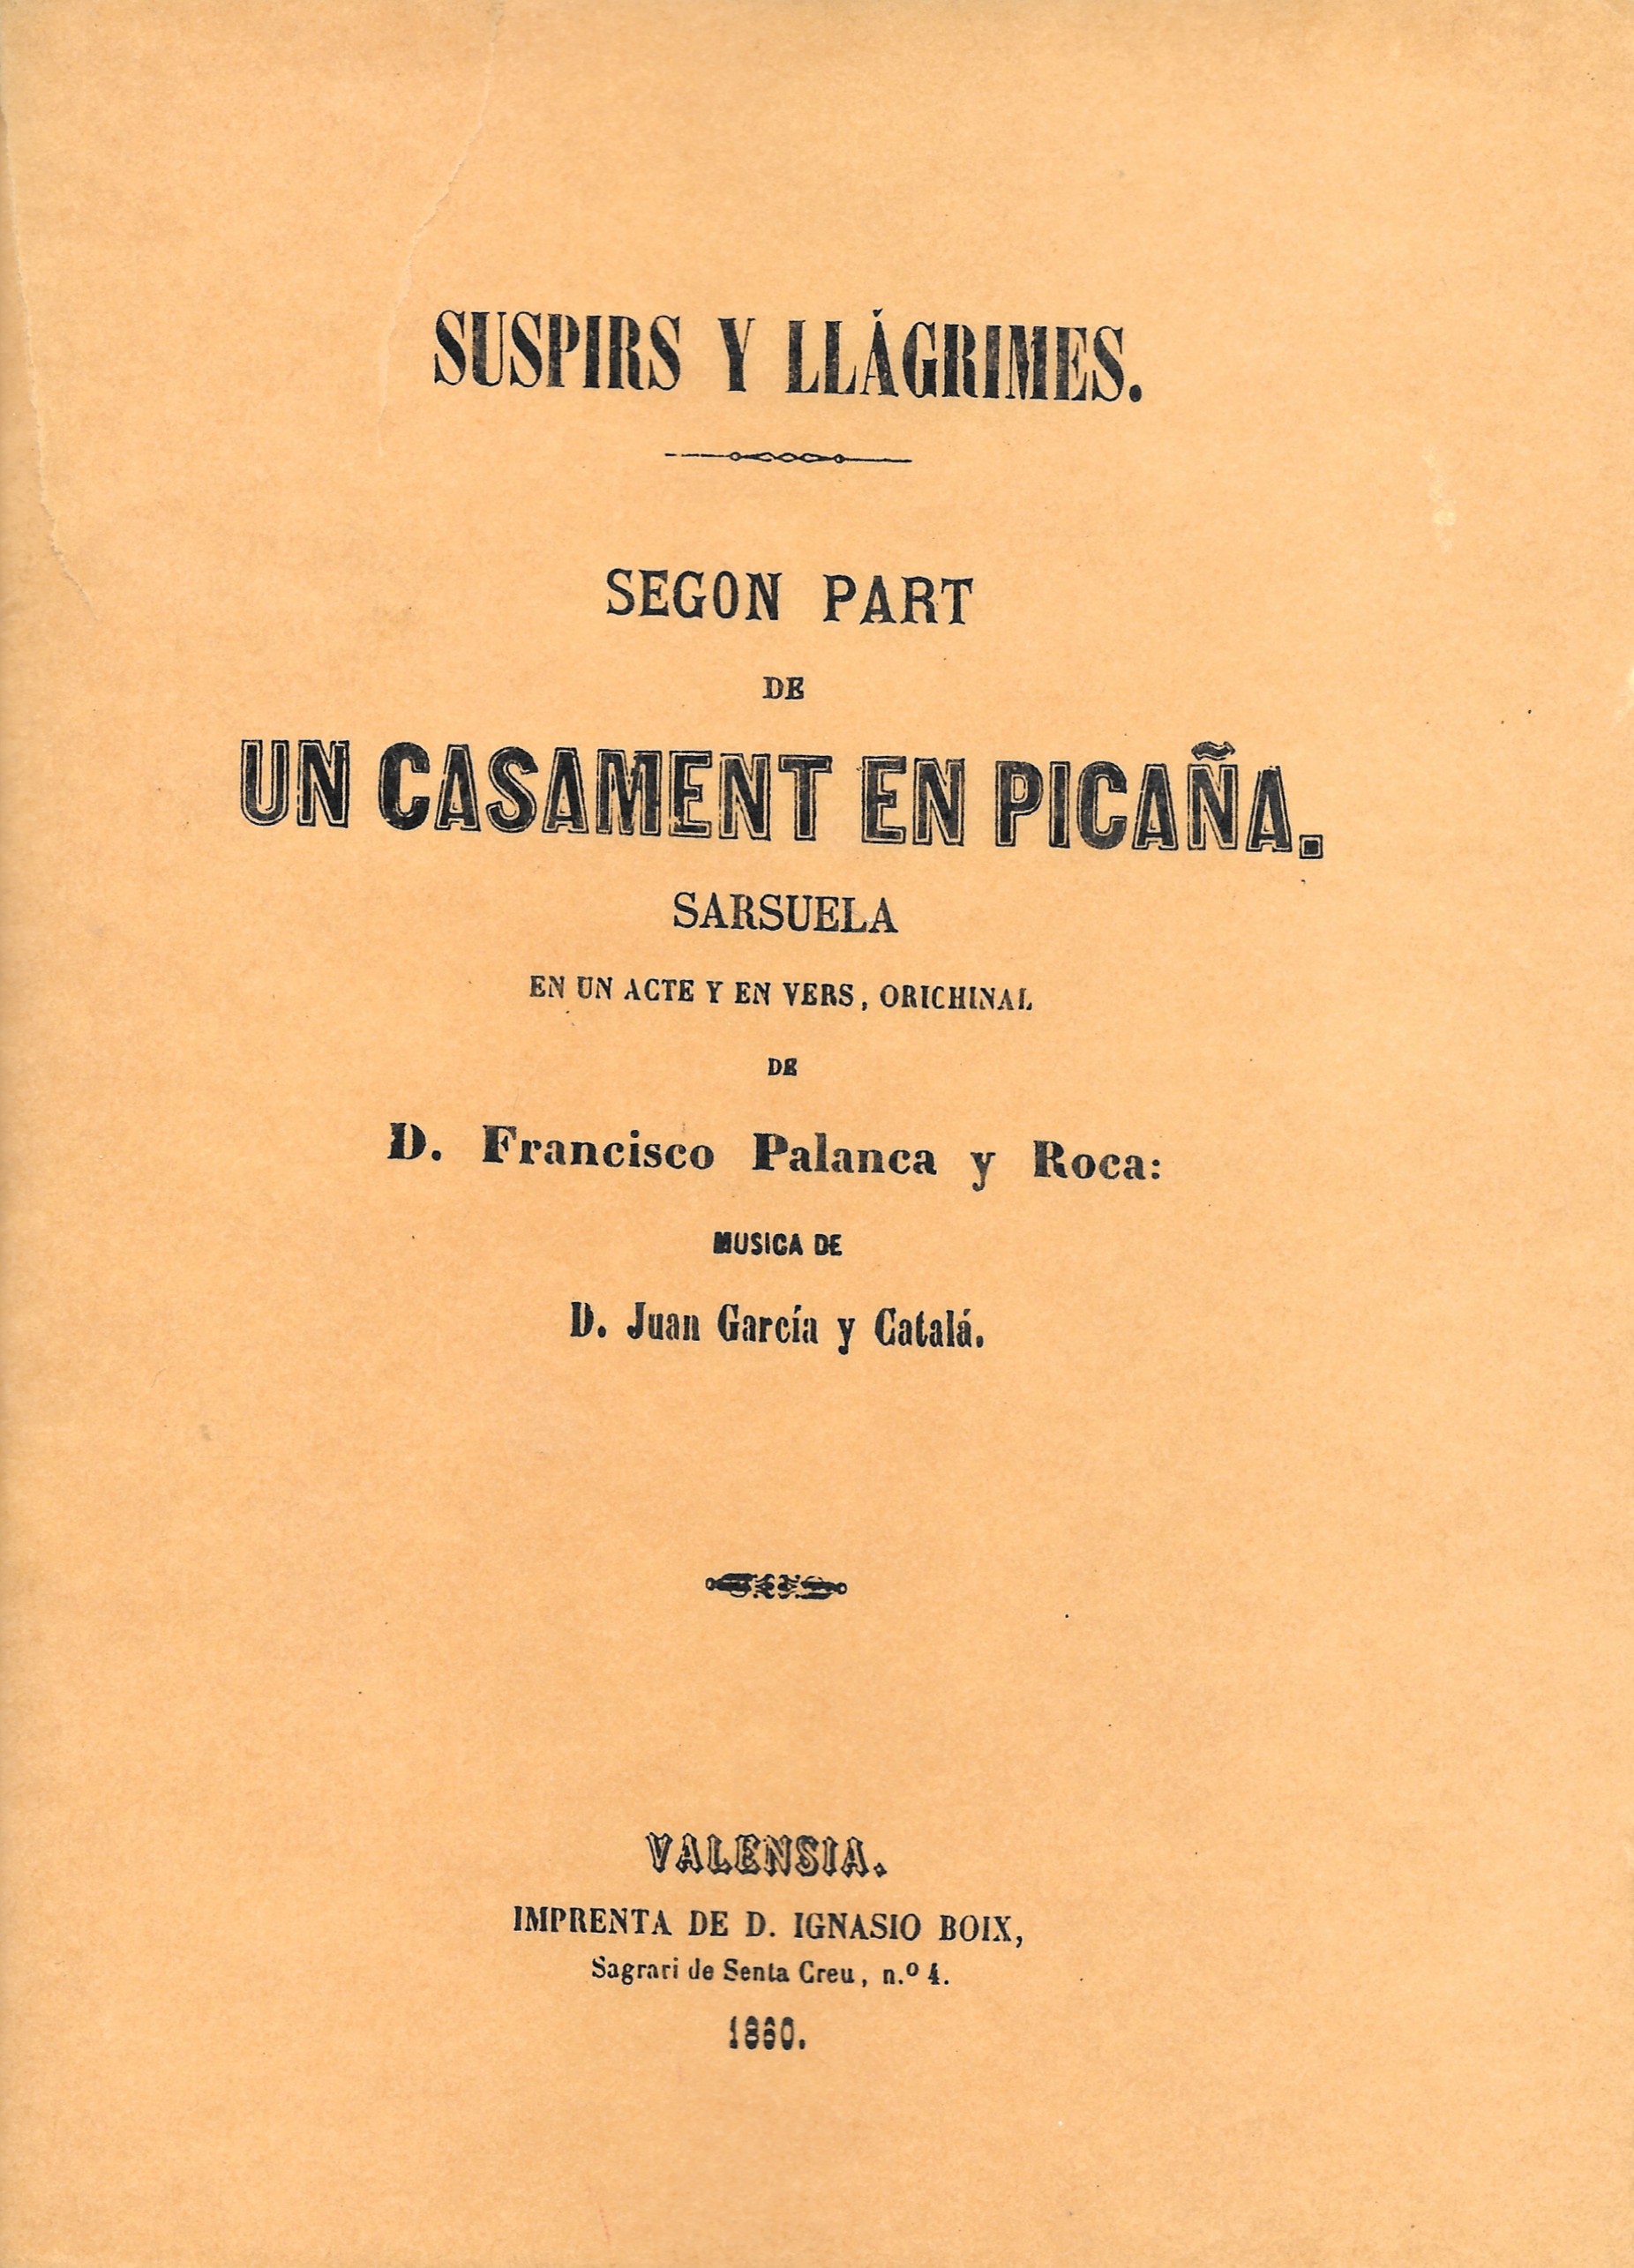 SUSPIRS Y LLÁGRIMES.
SEGON PART
DE
UN CASAMENT EN PICAÑA.
SARSUELA
EN UN ACTE Y EN VERS, ORICHINAL
DE
D. Francisco Palanca y Roca:
MUSICA DE
D. Juan García y Catalá.
VALENSIA.
IMPRENTA DE D. IGNASIO BOIX,
Sagrari de Senta Creu, n.º 4.
1860.